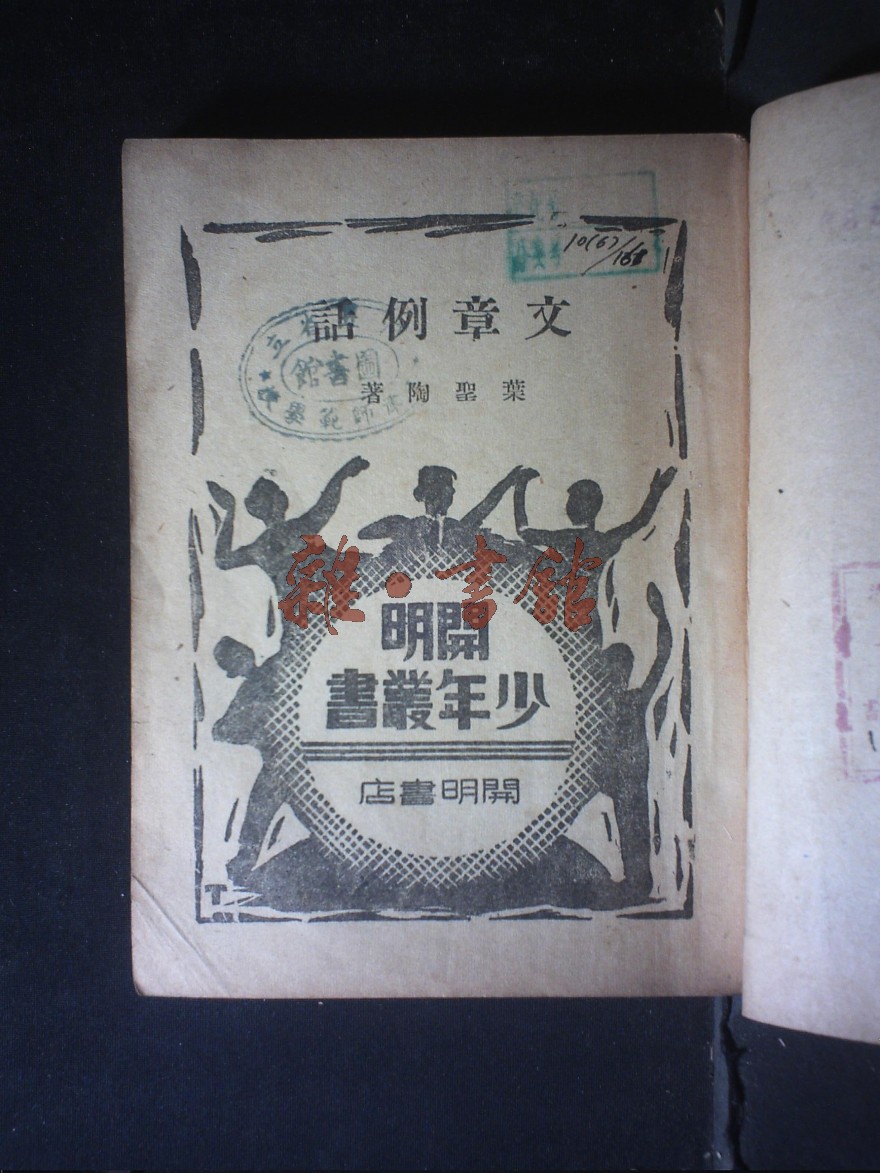 10(6)/168
文章例話
葉聖陶著
圖書館
雜·書館
開明
少年叢書
開明書店